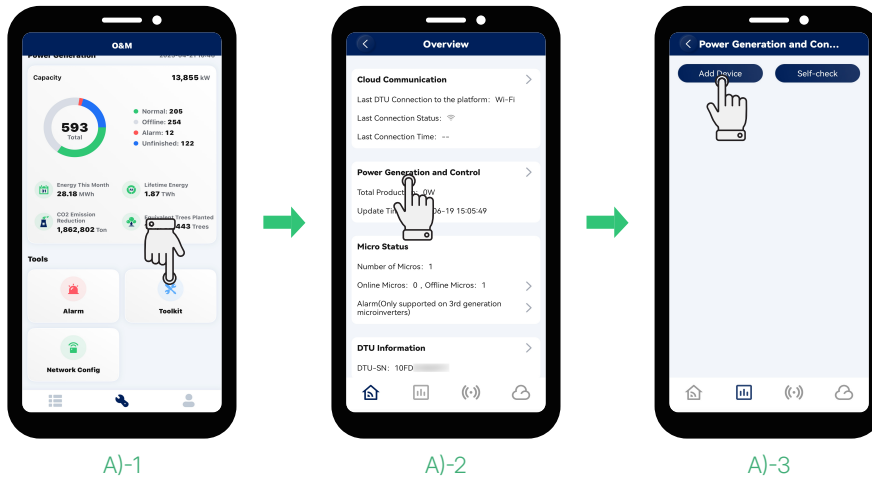 O&M
Power Generation
Capacity
13,855 kW
593
Total
Normal: 205
Offline: 254
Alarm: 12
Unfinished: 122
Energy This Month
28.18 MWh
Lifetime Energy
1.87 TWh
CO2 Emission
Reduction
1,862,802 Ton
Equivalent Trees Planted
443 Trees
Tools
Alarm
Toolkit
Network Config
A)-1
Overview
Cloud Communication
Last DTU Connection to the platform: Wi-Fi
Last Connection Status:
Last Connection Time: --
Power Generation and Control
Total Production: 0W
Update Time: 06-19 15:05:49
Micro Status
Number of Micros: 1
Online Micros: 0 , Offline Micros: 1
Alarm(Only supported on 3rd generation
microinverters)
DTU Information
DTU-SN: 10FD
A)-2
Power Generation and Con...
Add Device
Self-check
A)-3